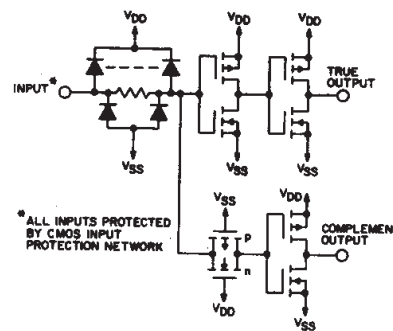 VDD
VDD
VDD
INPUT*
TRUE
OUTPUT
VSS
VSS
VSS
*ALL INPUTS PROTECTED
BY CMOS INPUT
PROTECTION NETWORK
VSS
VDD
p
n
COMPLEMEN
OUTPUT
VDD
VSS